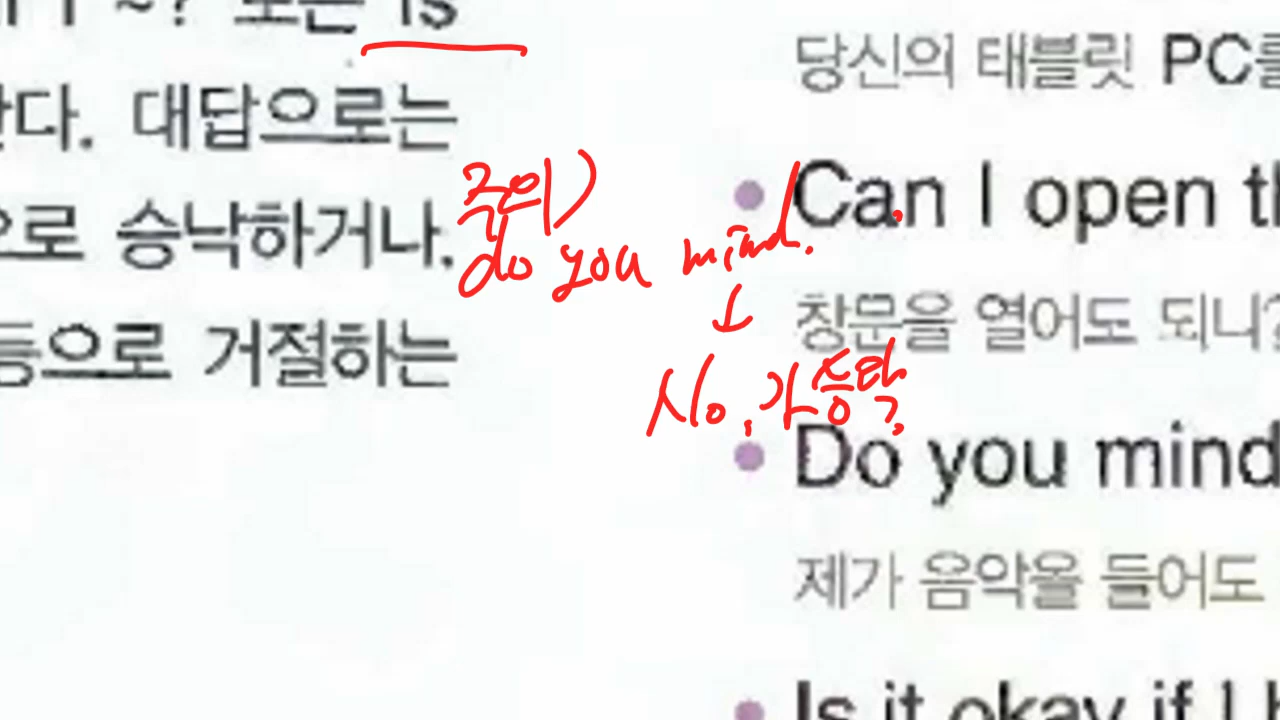 ~? 또는 Is
다. 대답으로는
으로 승낙하거나.
등으로 거절하는
주의)
do you mind.
↓
No.가 승낙.
당신의 태블릿 PC를
• Can I open th
창문을 열어도 되니?
• Do you mind
제가 음악을 들어도
• Is it okay if I h